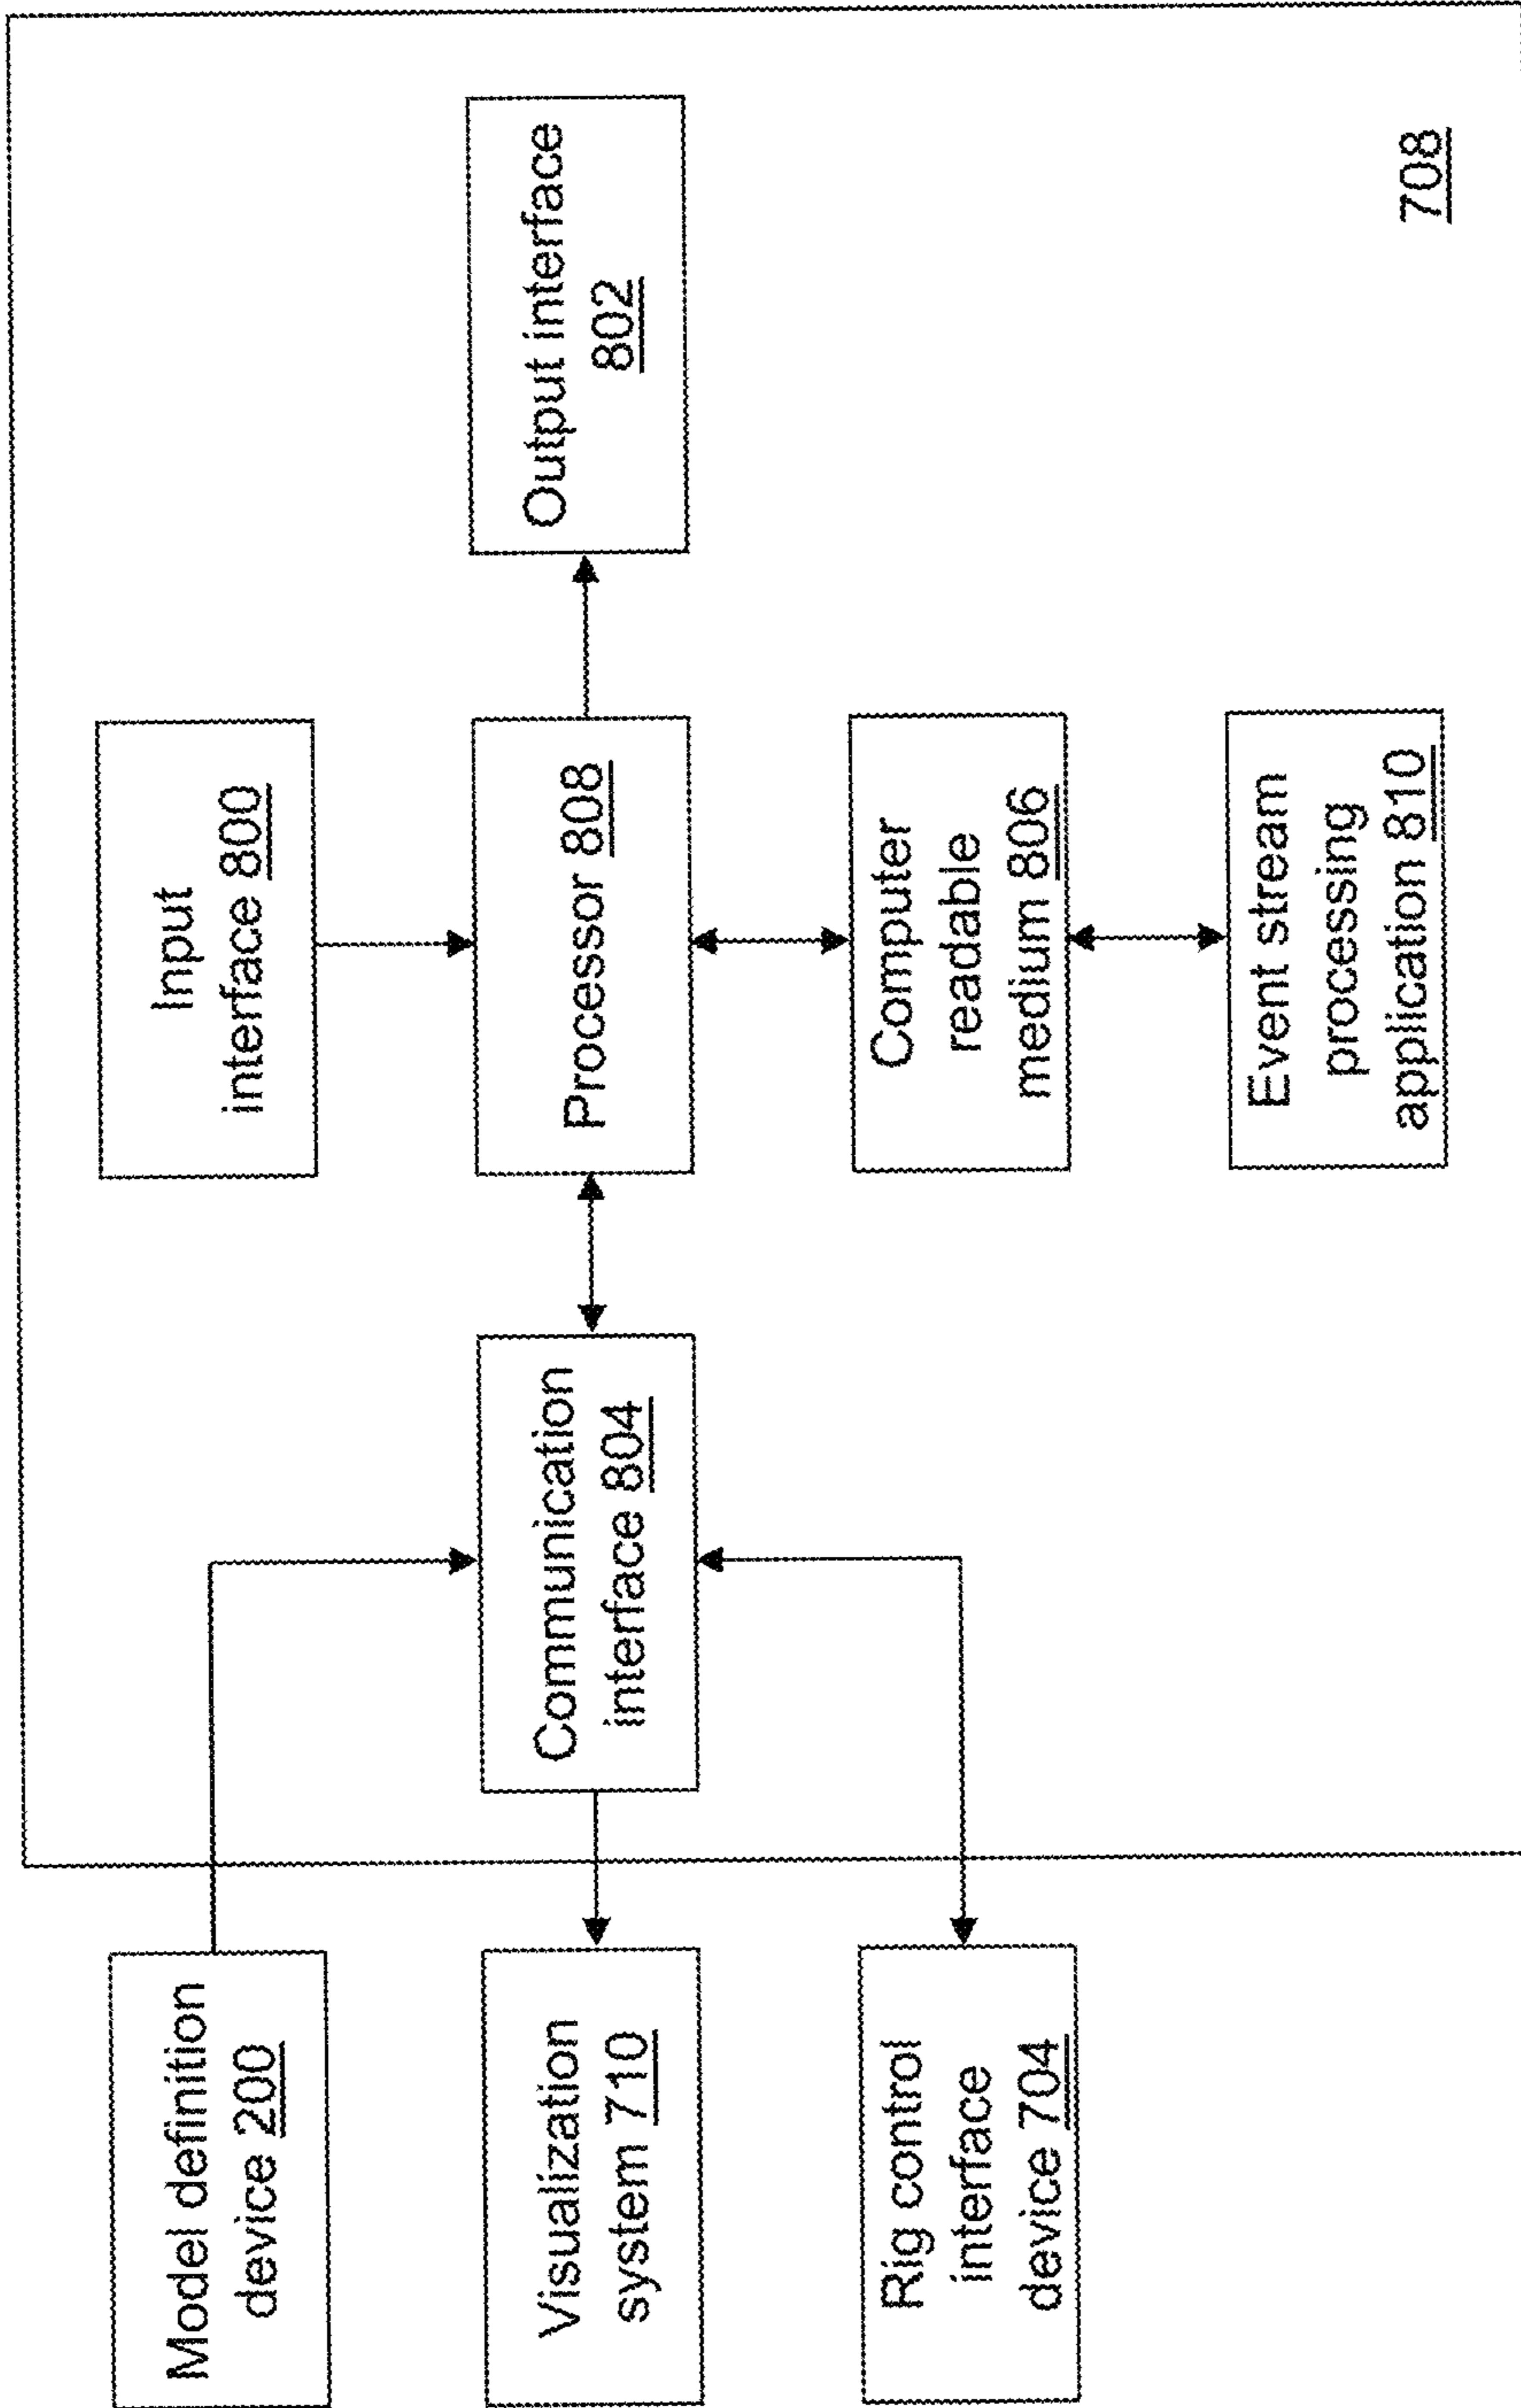 Model definition
device 200
Visualization
system 710
Rig control
interface
device 704
Communication
interface 804
Input
interface 800
Processor 808
Computer
readable
medium 806
Event stream
processing
application 810
Output interface
802
708